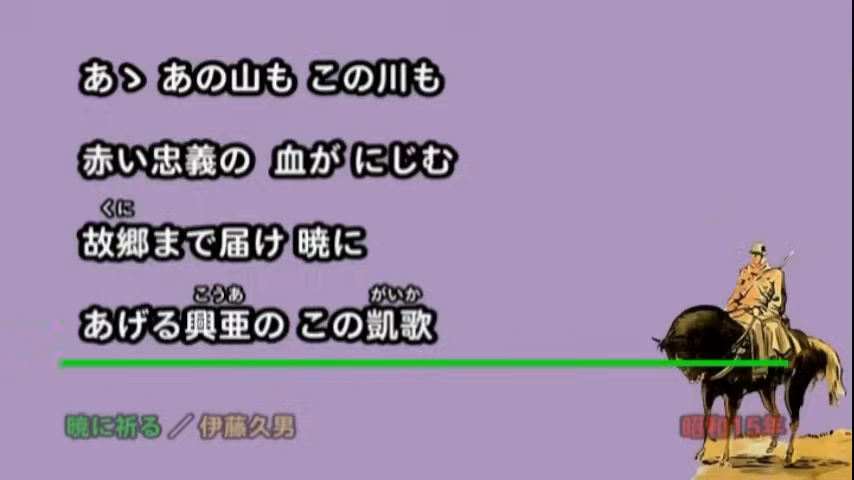 あゝ あの山も この川も
赤い忠義の 血が にじむ
くに
故郷まで届け 暁に
こうあ がいか
あげる興亜の この凱歌
暁に祈る ／ 伊藤久男 昭和15年